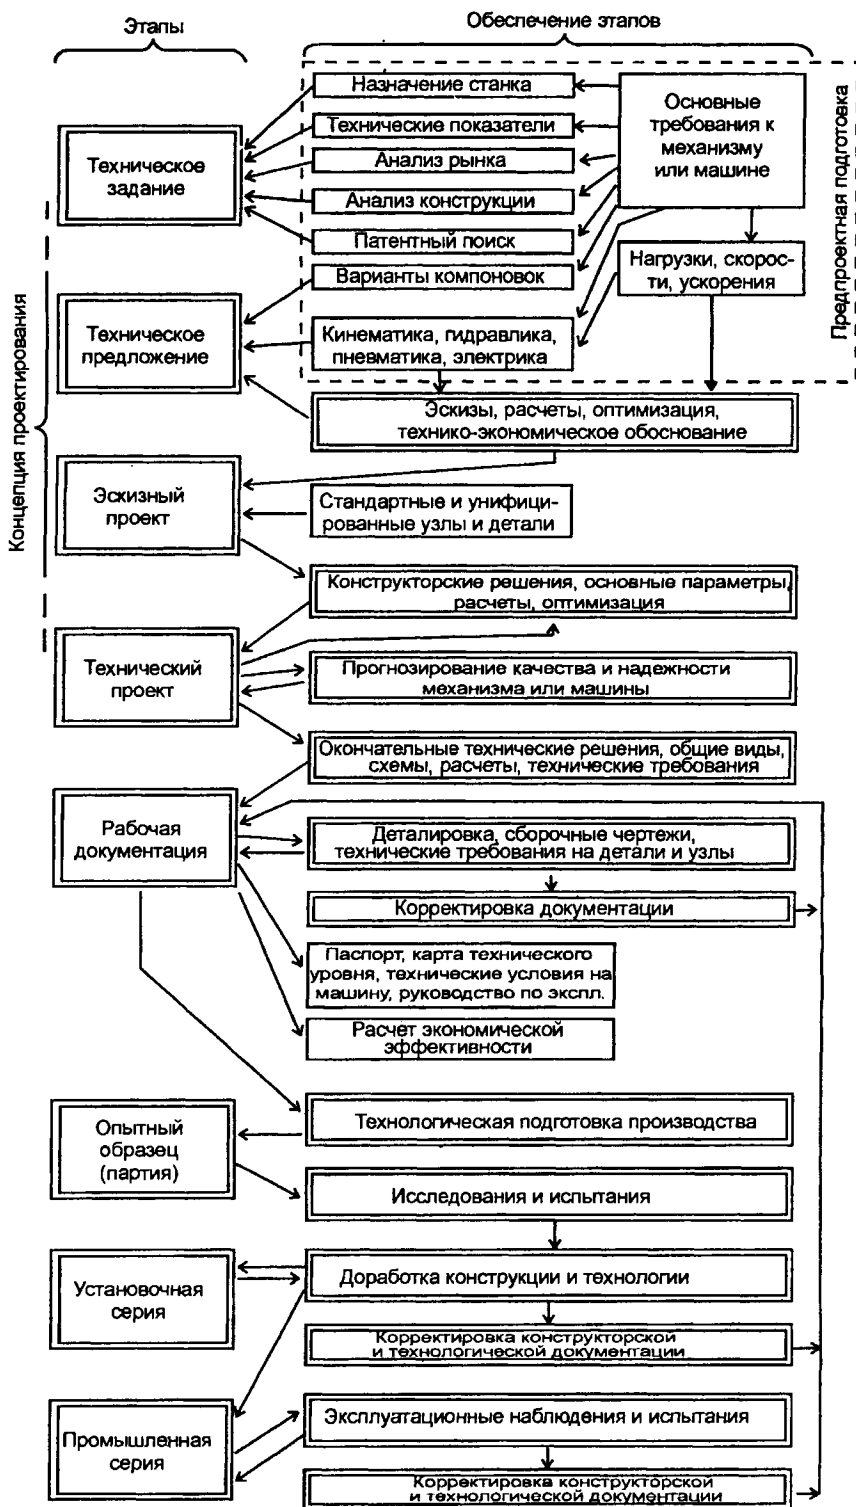 Этапы
Обеспечение этапов
Предпроектная подготовка
Концепция проектирования
Техническое
задание
Назначение станка
Технические показатели
Анализ рынка
Анализ конструкции
Патентный поиск
Основные
требования к
механизму
или машине
Нагрузки, скорос-
ти, ускорения
Техническое
предложение
Варианты компоновок
Кинематика, гидравлика,
пневматика, электрика
Эскизы, расчеты, оптимизация,
технико-экономическое обоснование
Эскизный
проект
Стандартные и унифици-
рованные узлы и детали
Конструкторские решения, основные параметры,
расчеты, оптимизация
Технический
проект
Прогнозирование качества и надежности
механизма или машины
Окончательные технические решения, общие виды,
схемы, расчеты, технические требования
Рабочая
документация
Деталировка, сборочные чертежи,
технические требования на детали и узлы
Корректировка документации
Паспорт, карта технического
уровня, технические условия на
машину, руководство по экспл.
Расчет экономической
эффективности
Опытный
образец
(партия)
Технологическая подготовка производства
Исследования и испытания
Установочная
серия
Доработка конструкции и технологии
Корректировка конструкторской
и технологической документации
Промышленная
серия
Эксплуатационные наблюдения и испытания
Корректировка конструкторской
и технологической документации